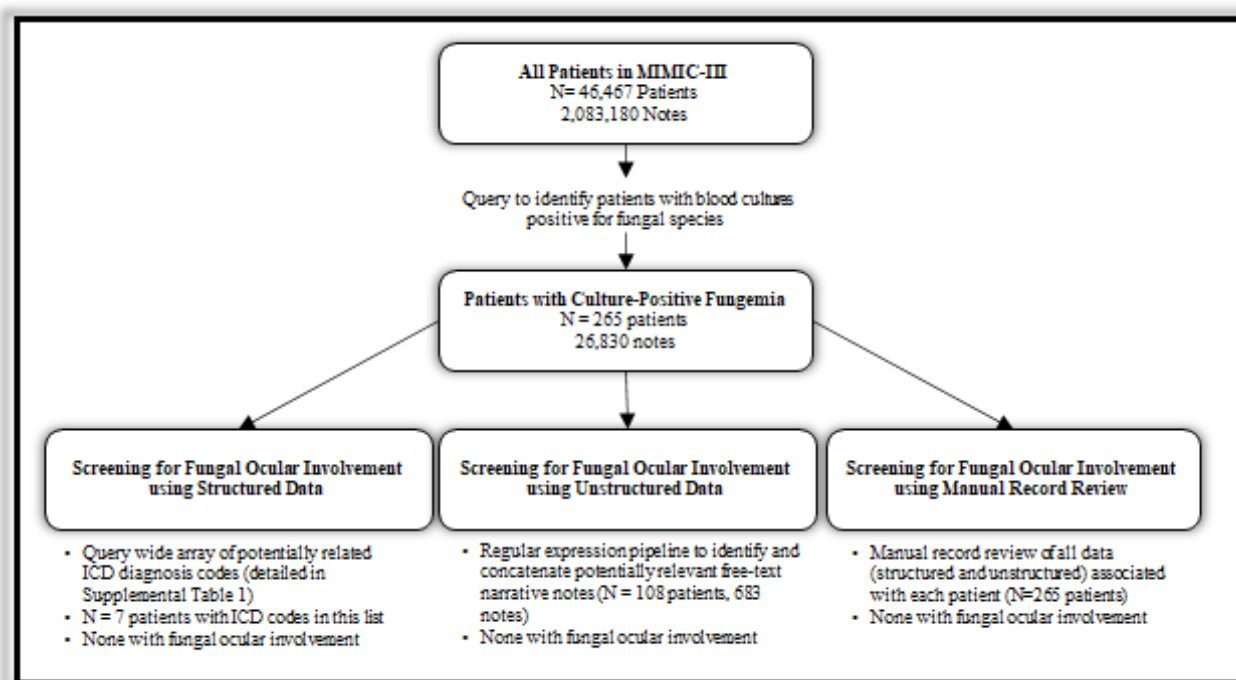 All Patients in MIMIC-III
N= 46,467 Patients
2,083,180 Notes
Query to identify patients with blood cultures
positive for fungal species
Patients with Culture-Positive Fungemia
N = 265 patients
26,830 notes
Screening for Fungal Ocular Involvement
using Structured Data
▪ Query wide array of potentially related
ICD diagnosis codes (detailed in
Supplemental Table 1)
▪ N = 7 patients with ICD codes in this list
▪ None with fungal ocular involvement
Screening for Fungal Ocular Involvement
using Unstructured Data
▪ Regular expression pipeline to identify and
concatenate potentially relevant free-text
narrative notes (N = 108 patients, 683
notes)
▪ None with fungal ocular involvement
Screening for Fungal Ocular Involvement
using Manual Record Review
▪ Manual record review of all data
(structured and unstructured) associated
with each patient (N=265 patients)
▪ None with fungal ocular involvement